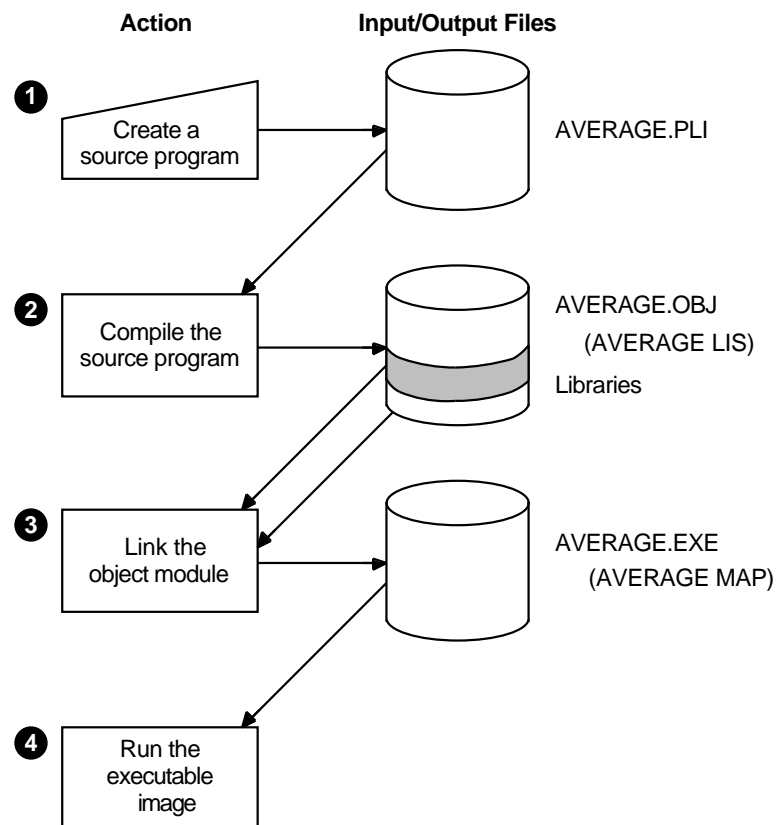 Action Input/Output Files
1
Create a
source program
AVERAGE.PLI
2
Compile the
source program
AVERAGE.OBJ
(AVERAGE LIS)
Libraries
3
Link the
object module
AVERAGE.EXE
(AVERAGE MAP)
4
Run the
executable
image